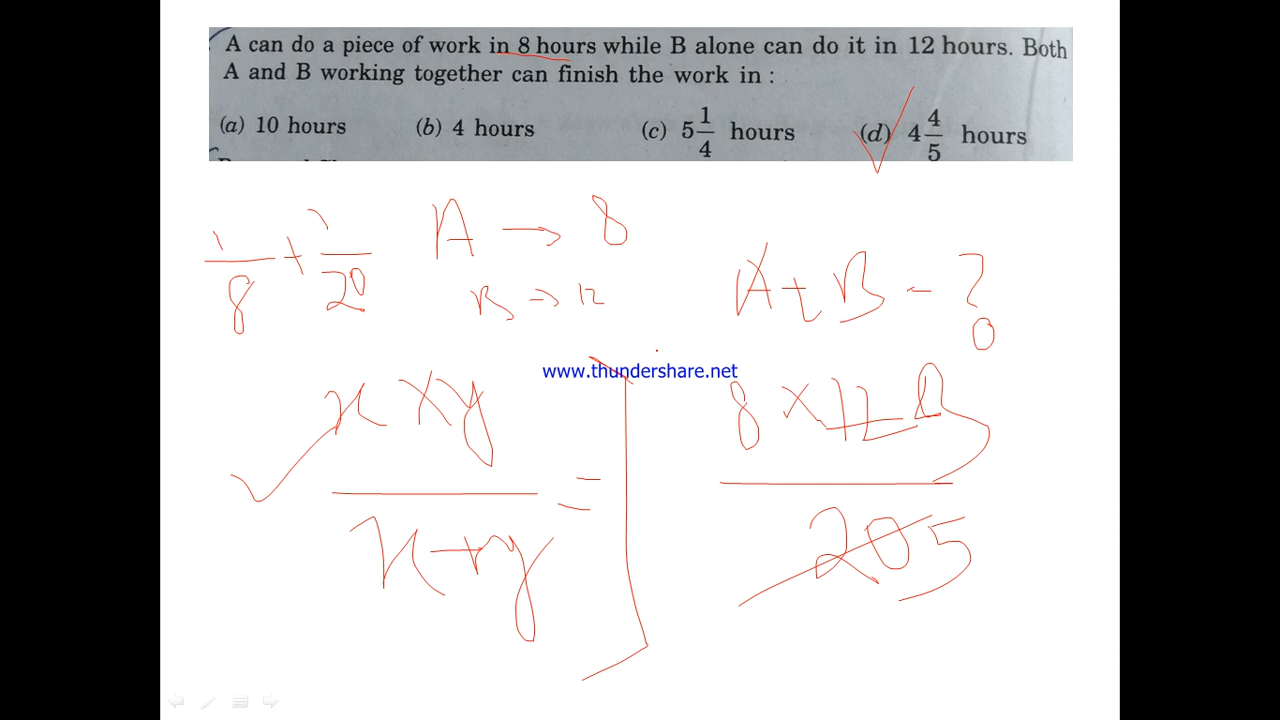 A can do a piece of work in 8 hours while B alone can do it in 12 hours. Both
A and B working together can finish the work in :
(a) 10 hours (b) 4 hours (c) 5 1/4 hours (d) 4 4/5 hours
1/8 + 1/20
A → 8
B → 12
A + B - ?
www.thundershare.net
x × y / x + y =
8 × 12 / 20 5